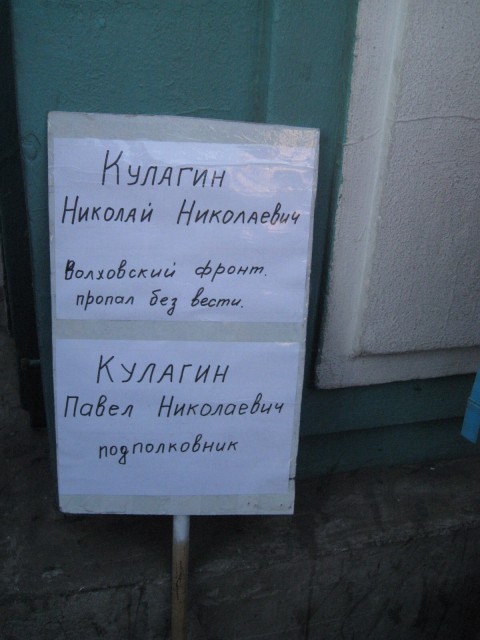 Кулагин
Николай Николаевич
Волховский фронт.
пропал без вести.
Кулагин
Павел Николаевич
подполковник